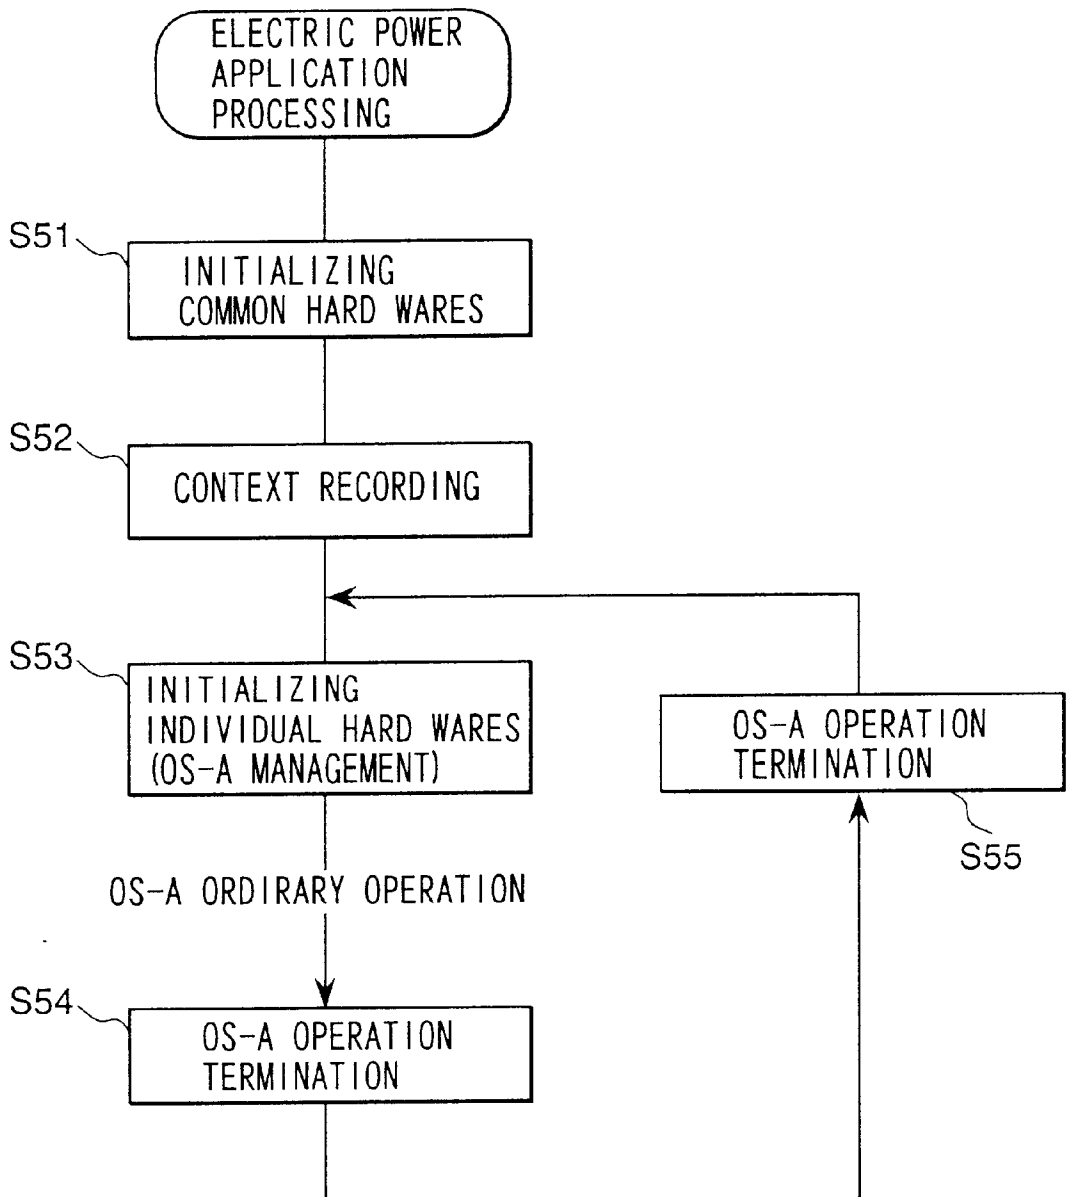 ELECTRIC POWER
APPLICATION
PROCESSING
S51
INITIALIZING
COMMON HARD WARES
S52
CONTEXT RECORDING
S53
INITIALIZING
INDIVIDUAL HARD WARES
(OS-A MANAGEMENT)
OS-A OPERATION
TERMINATION
S55
OS-A ORDIRARY OPERATION
S54
OS-A OPERATION
TERMINATION